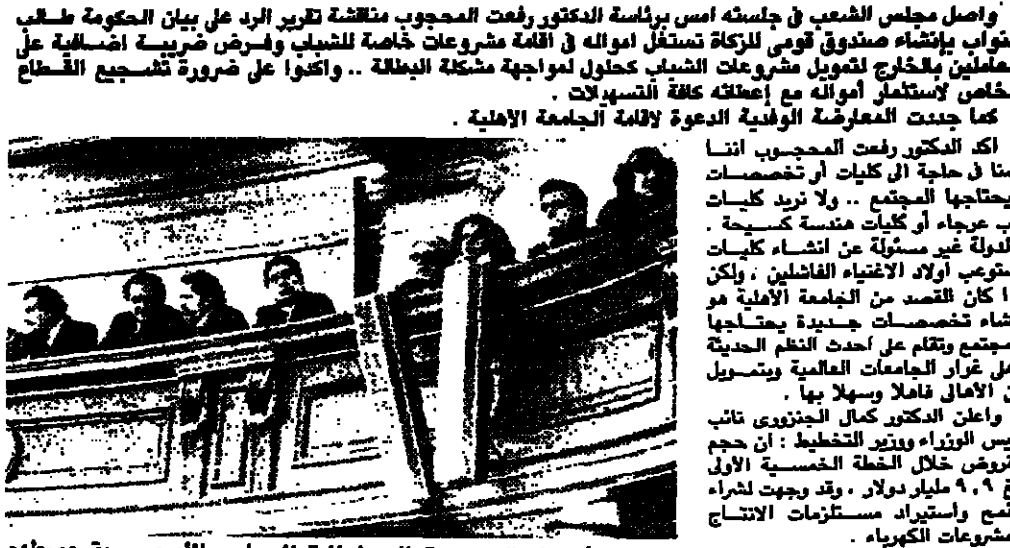 واصل مجلس الشعب في جلسته امس برئاسة الدكتور رفعت المحجوب مناقشة تقرير الرد على بيان الحكومة طالب
نواب بإنشاء صندوق قومي للزكاة تستغل امواله في اقامة مشروعات خاصة للشباب وفرض ضريبة اضافية على
عاملين بالخارج لتمويل مشروعات الشباب كحلول لمواجهة مشكلة البطالة .. واكدوا على ضرورة تشجيع القطاع
خاص لاستثمار أمواله مع إعطائه كافة التسهيلات .
كما جددت المعارضة الوفدية الدعوة لاقامة الجامعة الأهلية .
اكد الدكتور رفعت المحجوب اننا
سنا في حاجة الى كليات أو تخصصات
يحتاجها المجتمع .. ولا نريد كليات
ب عرجاء أو كليات هندسة كسيحة .
لدولة غير مسئولة عن انشاء كليات
ستوعب أولاد الاغنياء الفاشلين ، ولكن
ا كان القصد من الجامعة الأهلية هو
شاء تخصصات جديدة يحتاجها
مجتمع وتقام على احدث النظم الحديثة
على غرار الجامعات العالمية وبتمويل
ن الأهالى فاهلا وسهلا بها .
واعلن الدكتور كمال الجنزورى نائب
يس الوزراء ووزير التخطيط : ان حجم
قروض خلال الخطة الخمسية الأولى
غ ٩,٩ مليار دولار . وقد وجهت لشراء
قمح واستيراد مستلزمات الانتاج
مشروعات الكهرباء .